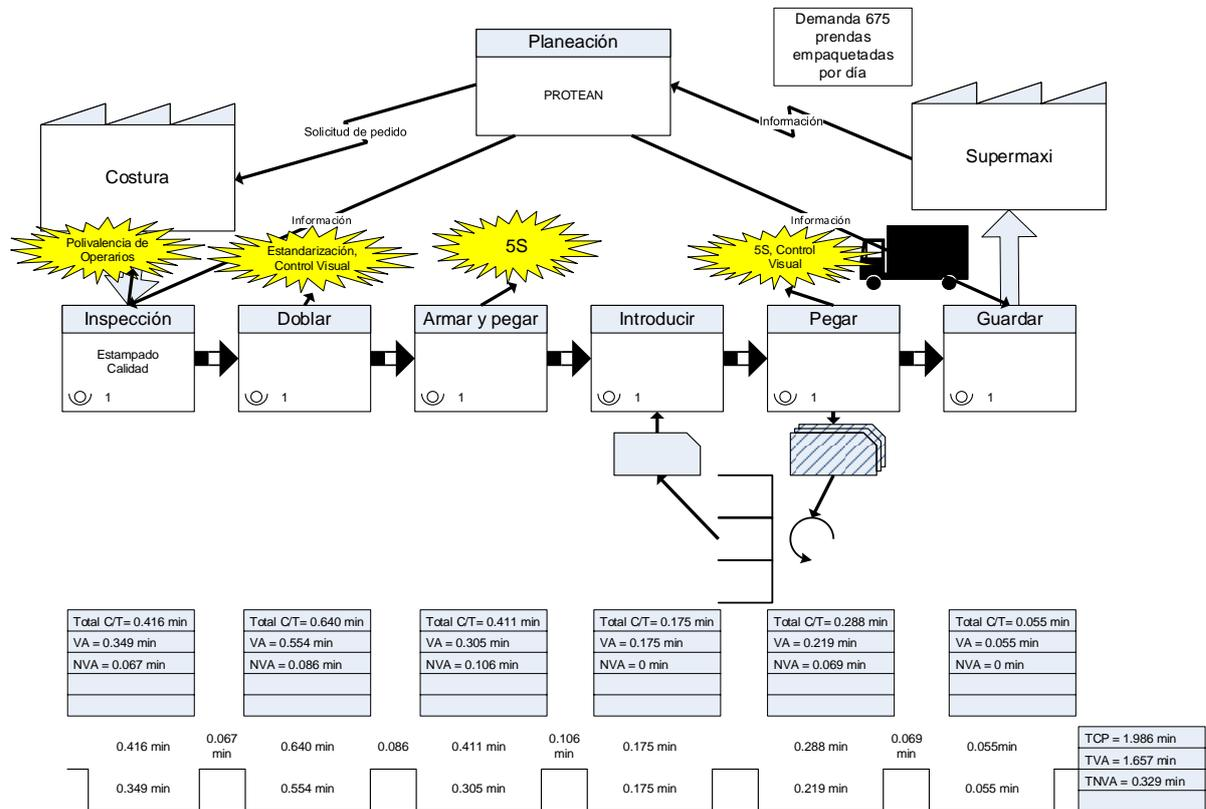 Demanda 675
prendas
empaquetadas
por día
Planeación
PROTEAN
Información
Solicitud de pedido
Costura
Supermaxi
Polivalencia de
Operarios
Información
Estandarización,
Control Visual
5S
Información
5S, Control
Visual
Inspección
Estampado
Calidad
1
Doblar
1
Armar y pegar
1
Introducir
1
Pegar
1
Guardar
1
Total C/T= 0.416 min
VA = 0.349 min
NVA = 0.067 min
Total C/T= 0.640 min
VA = 0.554 min
NVA = 0.086 min
Total C/T= 0.411 min
VA = 0.305 min
NVA = 0.106 min
Total C/T= 0.175 min
VA = 0.175 min
NVA = 0 min
Total C/T= 0.288 min
VA = 0.219 min
NVA = 0.069 min
Total C/T= 0.055 min
VA = 0.055 min
NVA = 0 min
0.416 min
0.067
min
0.640 min
0.086
0.411 min
0.106
min
0.175 min
0.288 min
0.069
min
0.055min
0.349 min
0.554 min
0.305 min
0.175 min
0.219 min
0.055 min
TCP = 1.986 min
TVA = 1.657 min
TNVA = 0.329 min